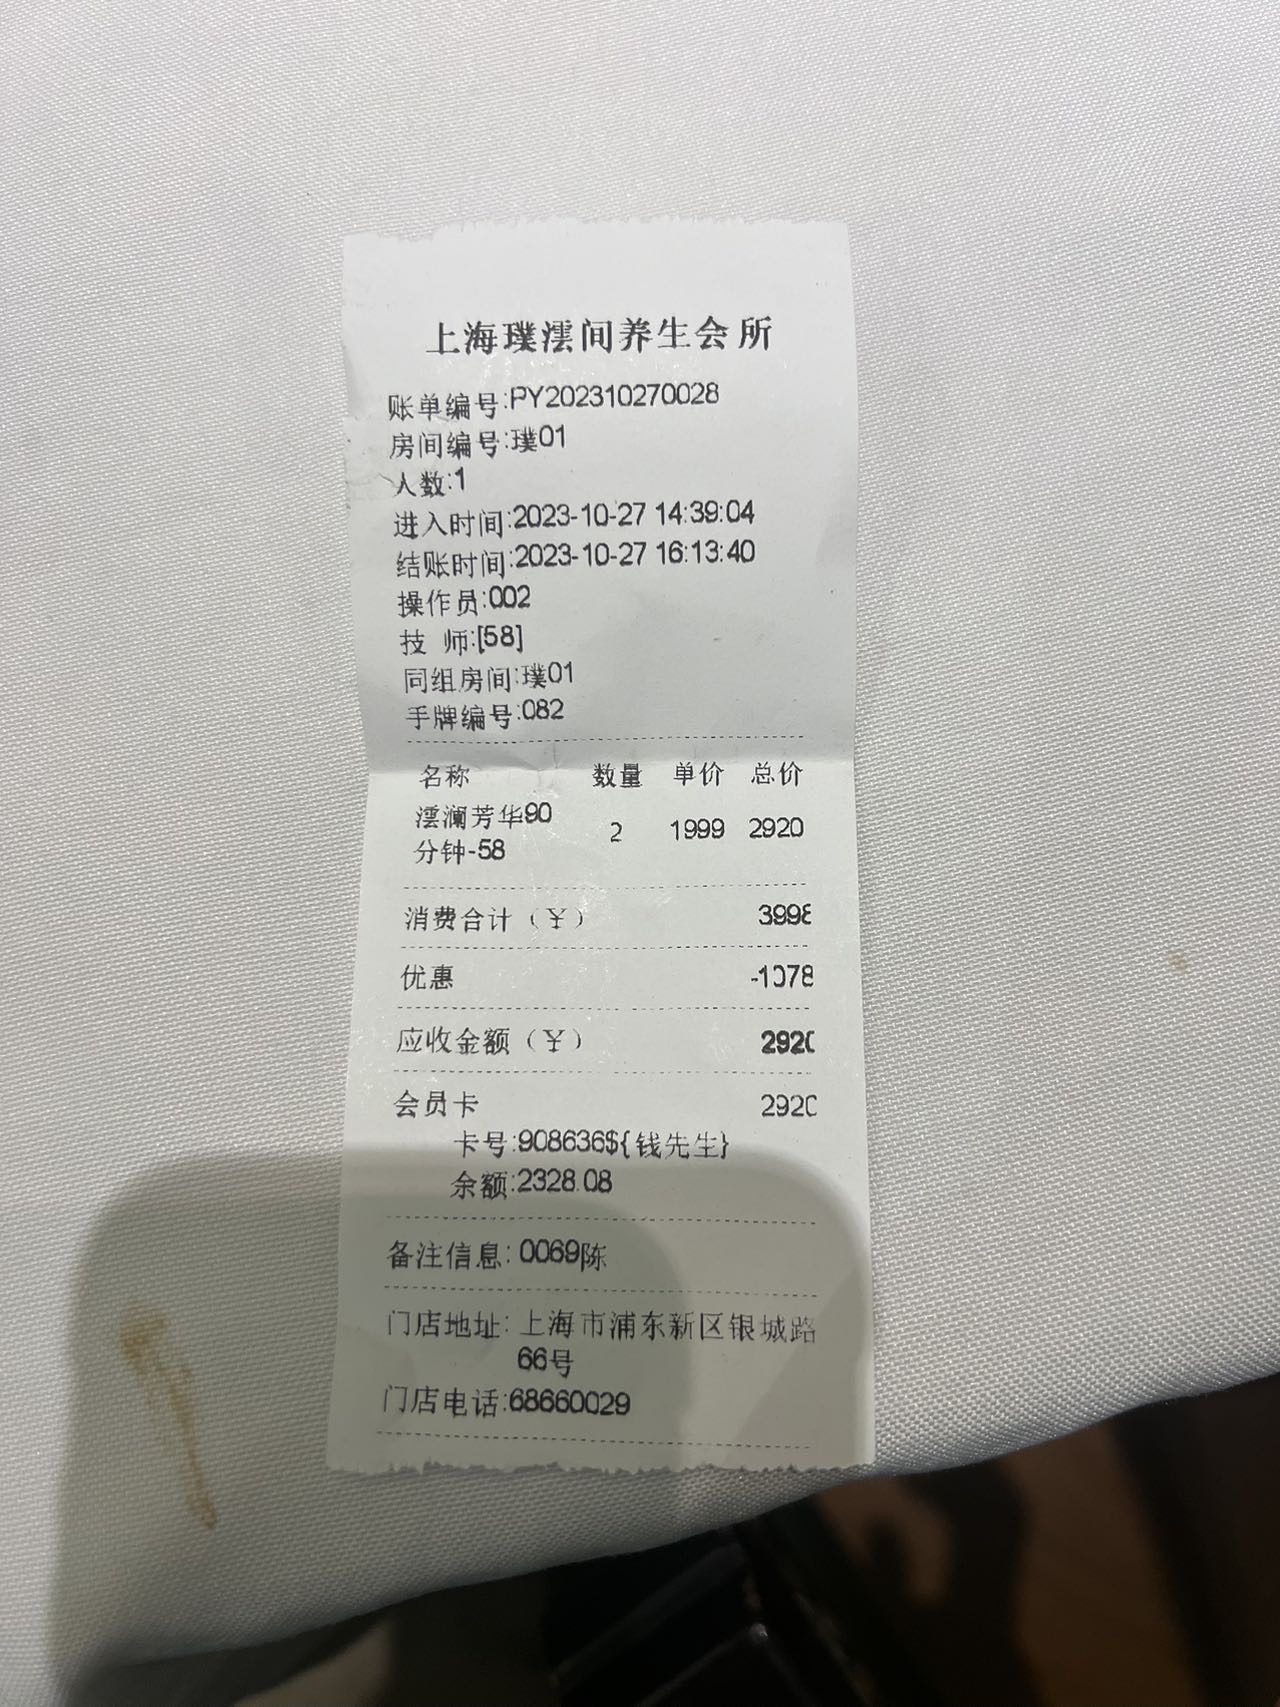 上海璞澐间养生会所
账单编号:PY202310270028
房间编号:璞01
人数:1
进入时间:2023-10-27 14:39:04
结账时间:2023-10-27 16:13:40
操作员:002
技 师:[58]
同组房间:璞01
手牌编号:082
名称 数量 单价 总价
澐澜芳华90
分钟-58 2 1999 2920
消费合计（￥） 3998
优惠 -1078
应收金额（￥） 2920
会员卡 2920
卡号:908636${钱先生}
余额:2328.08
备注信息: 0069陈
门店地址: 上海市浦东新区银城路
66号
门店电话:68660029